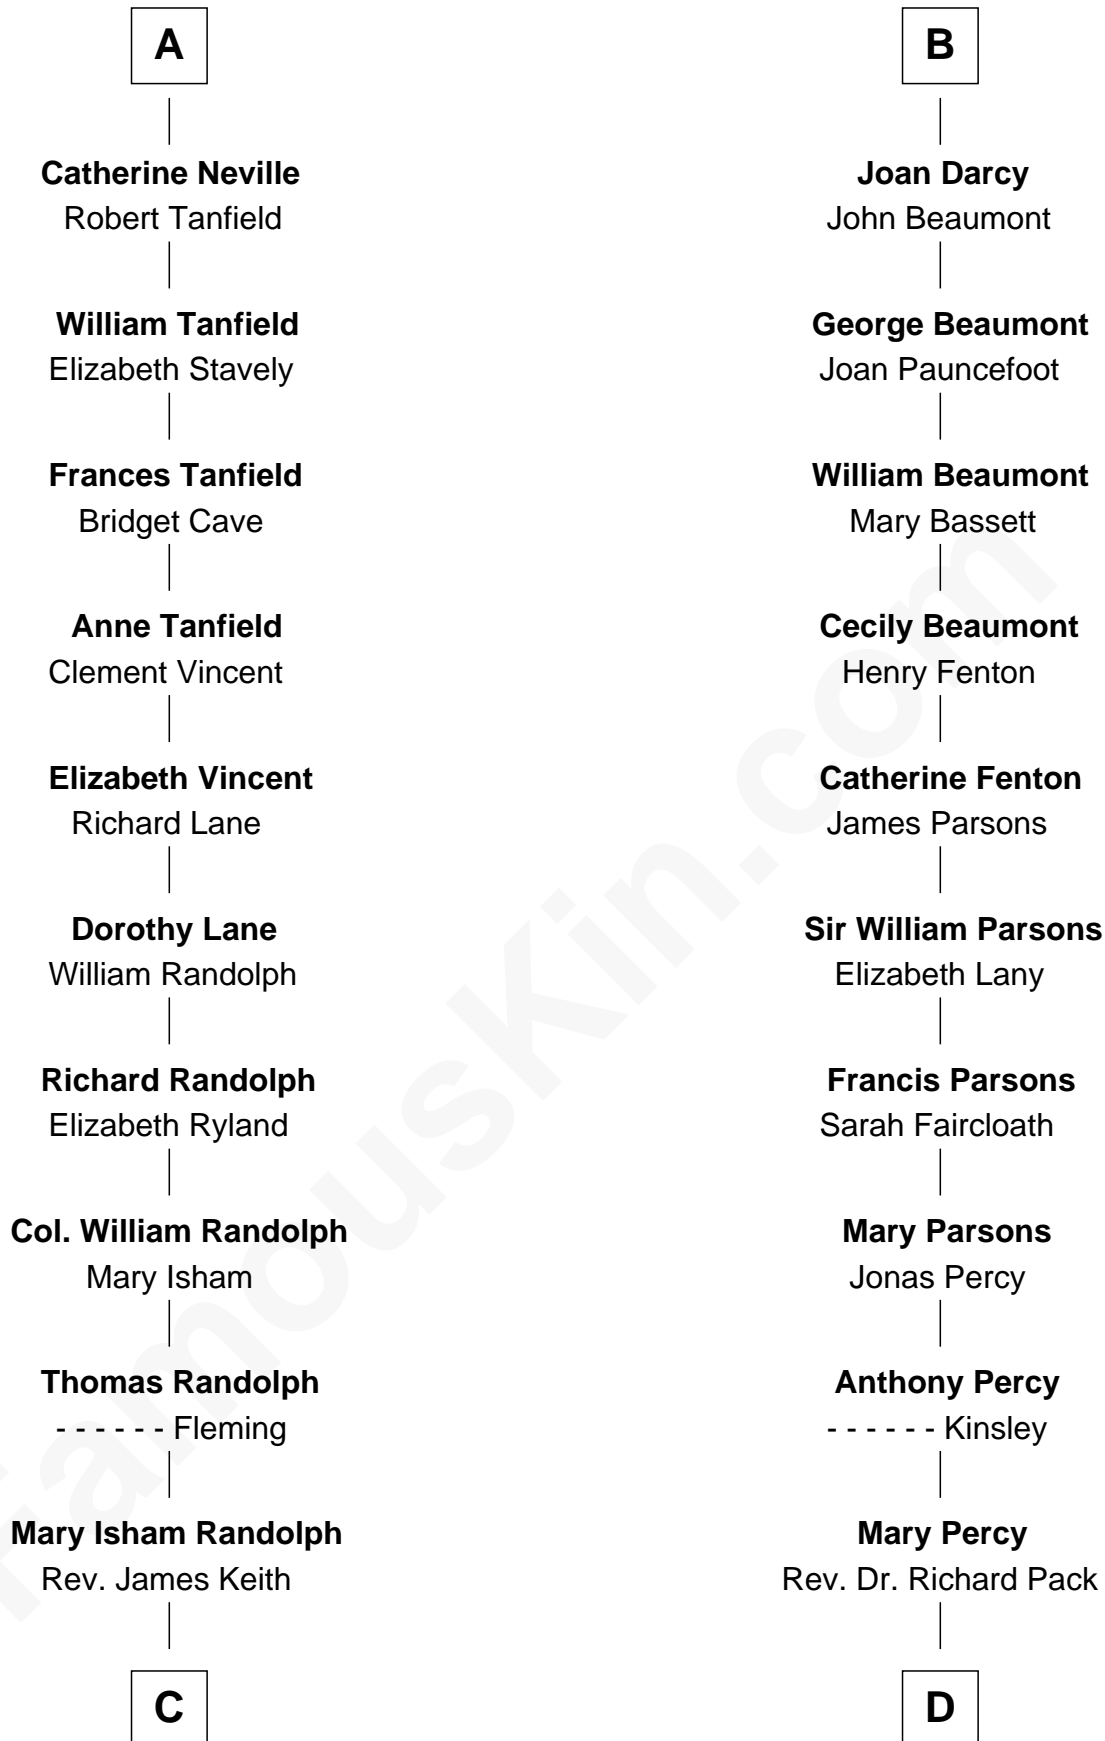 A
Catherine Neville
Robert Tanfield
William Tanfield
Elizabeth Stavely
Frances Tanfield
Bridget Cave
Anne Tanfield
Clement Vincent
Elizabeth Vincent
Richard Lane
Dorothy Lane
William Randolph
Richard Randolph
Elizabeth Ryland
Col. William Randolph
Mary Isham
Thomas Randolph
- - - - - - Fleming
Mary Isham Randolph
Rev. James Keith
C
B
Joan Darcy
John Beaumont
George Beaumont
Joan Pauncefoot
William Beaumont
Mary Bassett
Cecily Beaumont
Henry Fenton
Catherine Fenton
James Parsons
Sir William Parsons
Elizabeth Lany
Francis Parsons
Sarah Faircloath
Mary Parsons
Jonas Percy
Anthony Percy
- - - - - - Kinsley
Mary Percy
Rev. Dr. Richard Pack
D
FamousKin.com